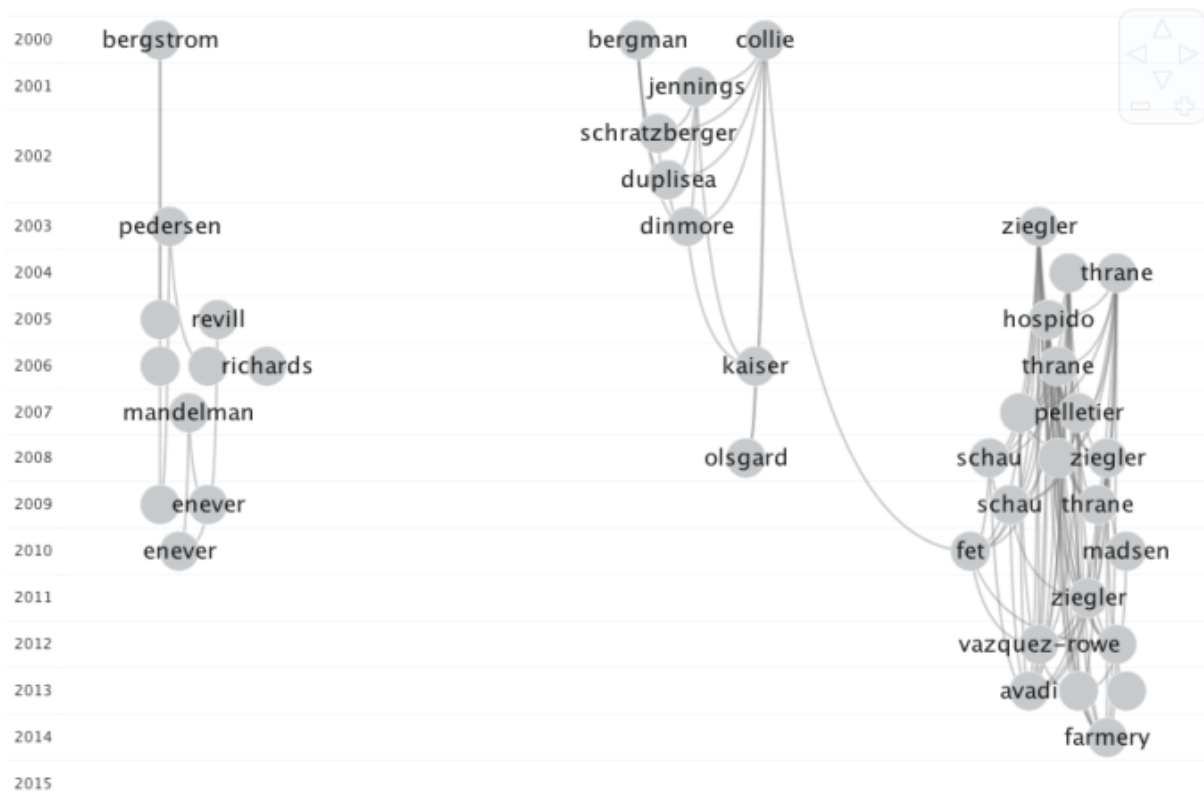 2000 bergstrom bergman collie
2001 jennings
schratzberger
2002
duplisea
2003 pedersen dinmore ziegler
2004 thrane
2005 revill hospido
2006 richards kaiser thrane
2007 mandelman pelletier
2008 olsgard schau ziegler
2009 enever schau thrane
2010 enever fet madsen
2011 ziegler
2012 vazquez-rowe
2013 avadi
2014 farmery
2015